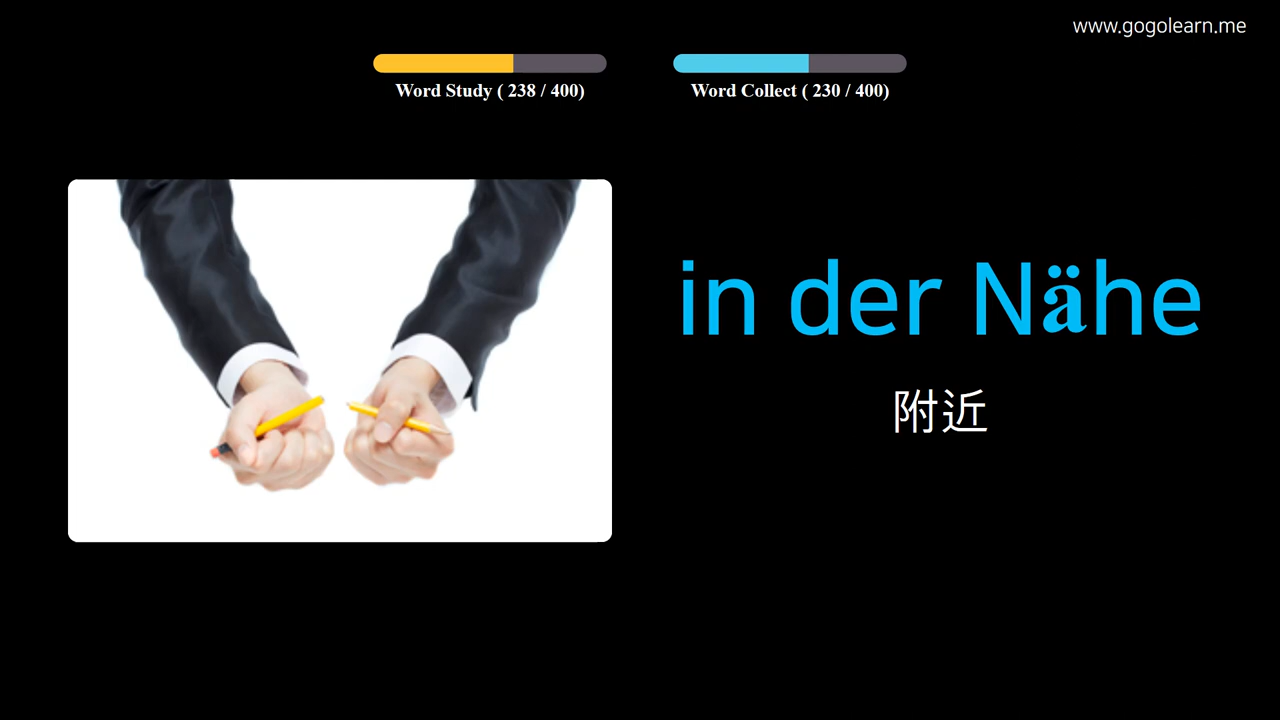 www.gogolearn.me
Word Study ( 238 / 400)
Word Collect ( 230 / 400)
in der Nähe
附近